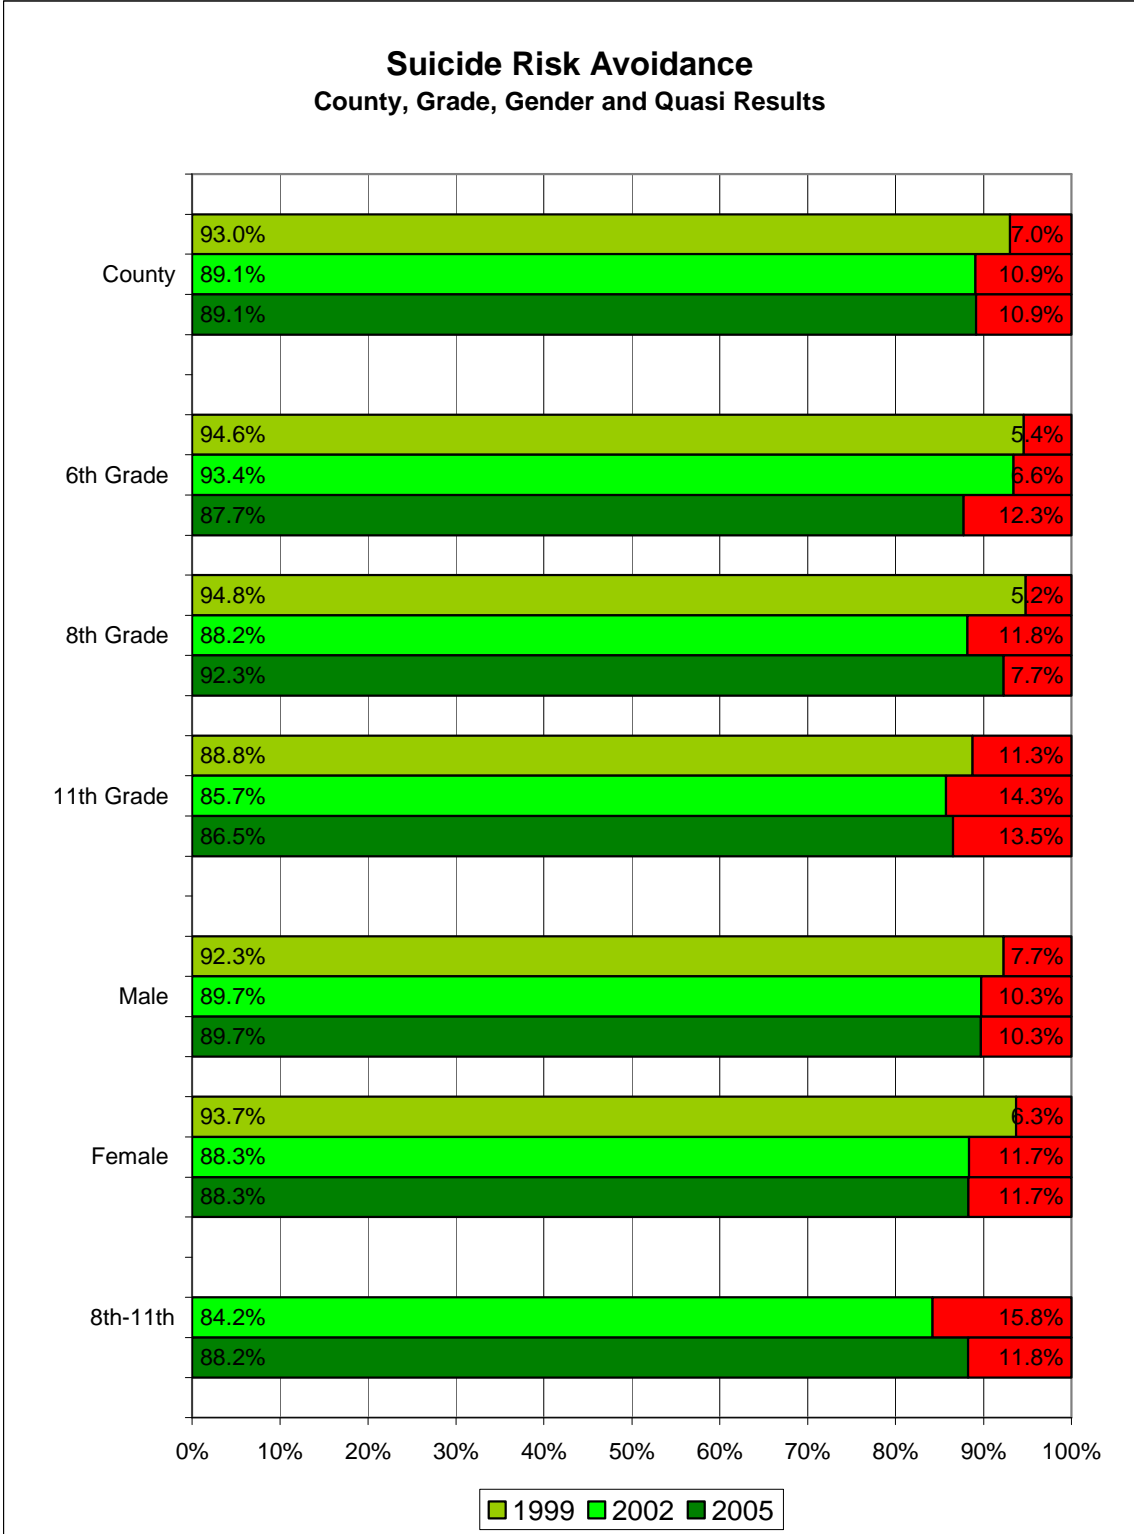 Suicide Risk Avoidance
County, Grade, Gender and Quasi Results
93.0% 7.0%
County 89.1% 10.9%
89.1% 10.9%
94.6% 5.4%
6th Grade 93.4% 6.6%
87.7% 12.3%
94.8% 5.2%
8th Grade 88.2% 11.8%
92.3% 7.7%
88.8% 11.3%
11th Grade 85.7% 14.3%
86.5% 13.5%
92.3% 7.7%
Male 89.7% 10.3%
89.7% 10.3%
93.7% 6.3%
Female 88.3% 11.7%
88.3% 11.7%
8th-11th 84.2% 15.8%
88.2% 11.8%
0% 10% 20% 30% 40% 50% 60% 70% 80% 90% 100%
1999 2002 2005